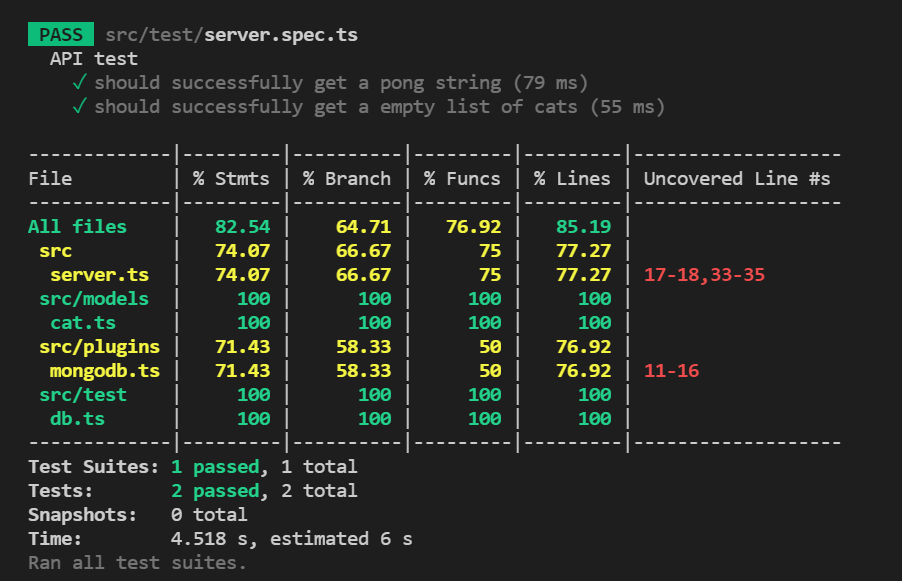 PASS src/test/server.spec.ts
API test
✓ should successfully get a pong string (79 ms)
✓ should successfully get a empty list of cats (55 ms)
-------------|---------|----------|---------|---------|-------------------
File | % Stmts | % Branch | % Funcs | % Lines | Uncovered Line #s
-------------|---------|----------|---------|---------|-------------------
All files | 82.54 | 64.71 | 76.92 | 85.19 |
src | 74.07 | 66.67 | 75 | 77.27 |
server.ts | 74.07 | 66.67 | 75 | 77.27 | 17-18,33-35
src/models | 100 | 100 | 100 | 100 |
cat.ts | 100 | 100 | 100 | 100 |
src/plugins | 71.43 | 58.33 | 50 | 76.92 |
mongodb.ts | 71.43 | 58.33 | 50 | 76.92 | 11-16
src/test | 100 | 100 | 100 | 100 |
db.ts | 100 | 100 | 100 | 100 |
-------------|---------|----------|---------|---------|-------------------
Test Suites: 1 passed, 1 total
Tests: 2 passed, 2 total
Snapshots: 0 total
Time: 4.518 s, estimated 6 s
Ran all test suites.